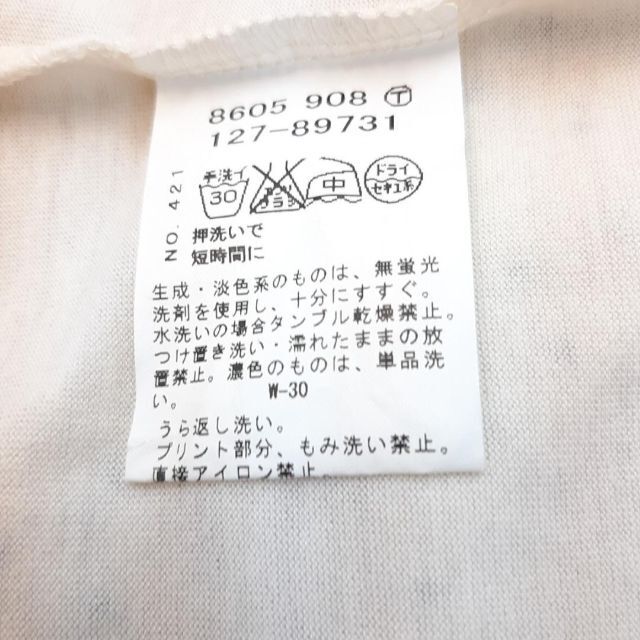 8605 908 〒
127-89731
NO. 421
手洗イ 30 エンソ サラシ 中 ドライ セキユ系
押洗いで
短時間に
生成・淡色系のものは、無蛍光
洗剤を使用し、十分にすすぐ。
水洗いの場合タンブル乾燥禁止。
つけ置き洗い・濡れたままの放
置禁止。濃色のものは、単品洗
い。 W-30
うら返し洗い。
プリント部分、もみ洗い禁止。
直接アイロン禁止